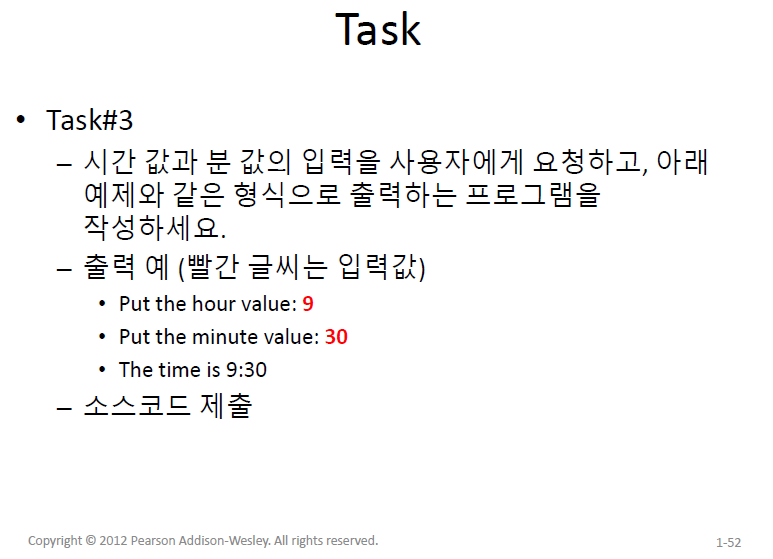 Task
• Task#3
– 시간 값과 분 값의 입력을 사용자에게 요청하고, 아래
예제와 같은 형식으로 출력하는 프로그램을
작성하세요.
– 출력 예 (빨간 글씨는 입력값)
• Put the hour value: 9
• Put the minute value: 30
• The time is 9:30
– 소스코드 제출
Copyright © 2012 Pearson Addison-Wesley. All rights reserved.
1-52